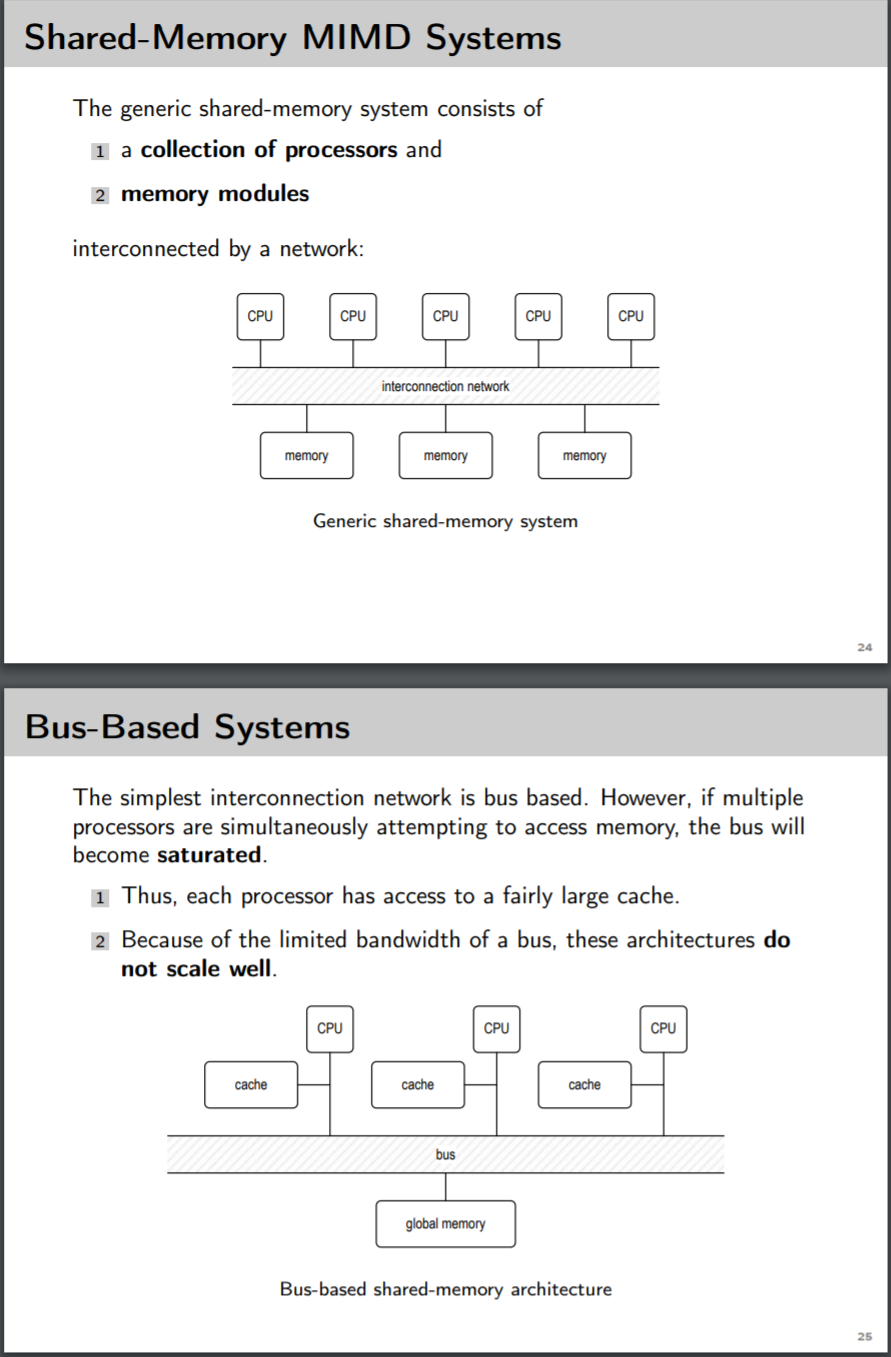 Shared-Memory MIMD Systems
The generic shared-memory system consists of
1 a collection of processors and
2 memory modules
interconnected by a network:
CPU CPU CPU CPU CPU
interconnection network
memory memory memory
Generic shared-memory system
24
Bus-Based Systems
The simplest interconnection network is bus based. However, if multiple
processors are simultaneously attempting to access memory, the bus will
become saturated.
1 Thus, each processor has access to a fairly large cache.
2 Because of the limited bandwidth of a bus, these architectures do
not scale well.
CPU CPU CPU
cache cache cache
bus
global memory
Bus-based shared-memory architecture
25